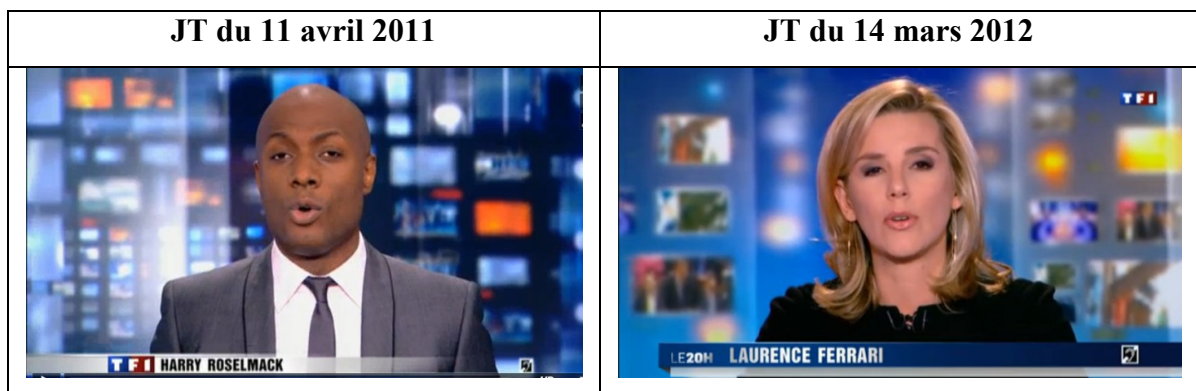 JT du 11 avril 2011
JT du 14 mars 2012
TF1 HARRY ROSELMACK
TF1
LE20H LAURENCE FERRARI